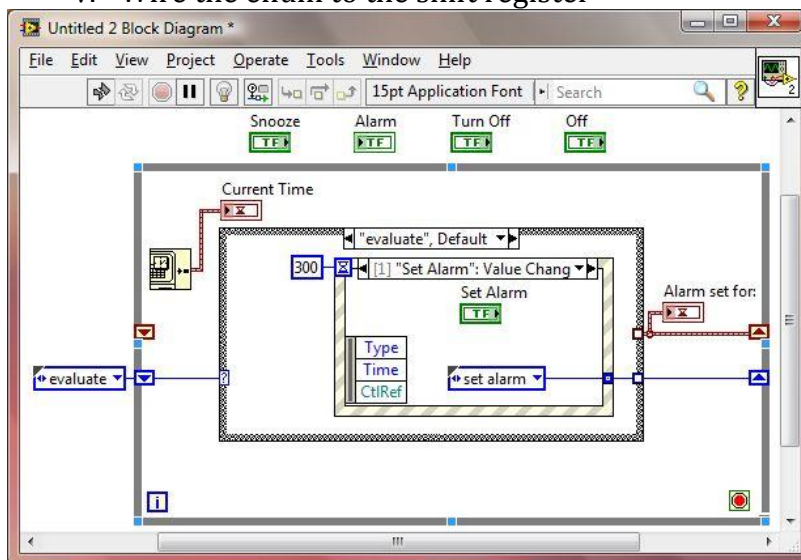 v. Wire the enum to the shift register
Untitled 2 Block Diagram *
File Edit View Project Operate Tools Window Help
15pt Application Font Search
2
Snooze Alarm Turn Off Off
TF TF TF TF
Current Time
"evaluate", Default
300 [1] "Set Alarm": Value Chang
Set Alarm
TF
Alarm set for:
Type
Time
CtlRef
evaluate
?
set alarm
i